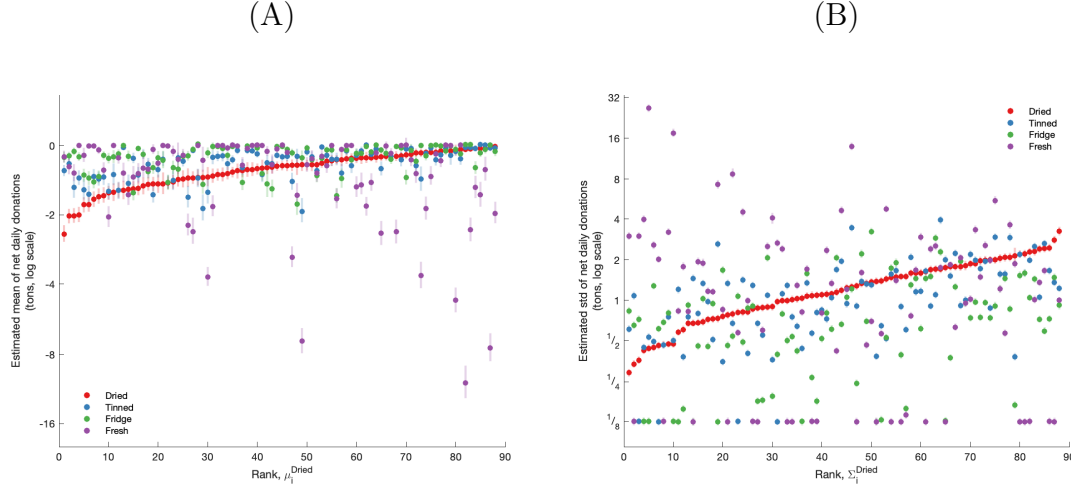 (A)
(B)
Estimated mean of net daily donations
(tons, log scale)
0
-2
-4
-8
-16
Dried
Tinned
Fridge
Fresh
0 10 20 30 40 50 60 70 80 90
Rank, μ_i^Dried
Estimated std of net daily donations
(tons, log scale)
32
16
8
4
2
1
1/2
1/4
1/8
Dried
Tinned
Fridge
Fresh
0 10 20 30 40 50 60 70 80 90
Rank, Σ_i^Dried